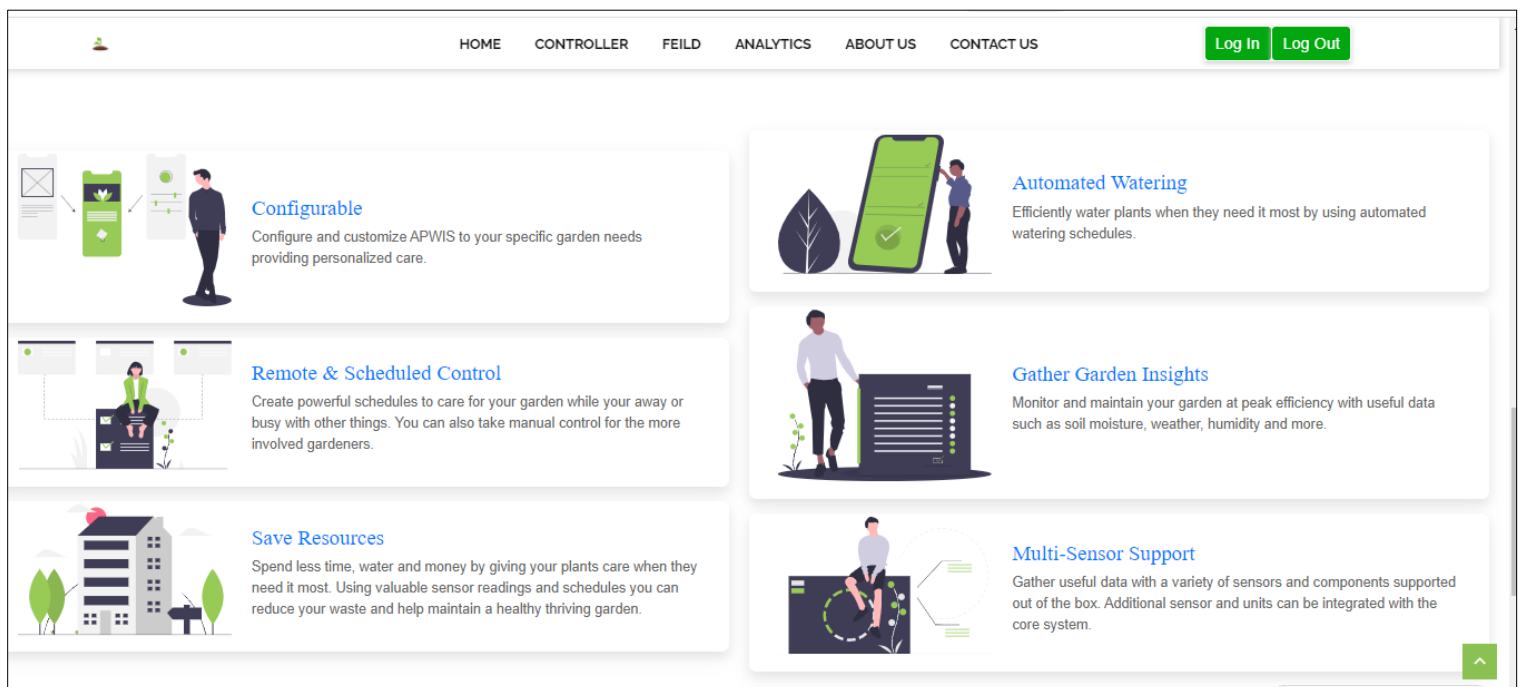 HOME CONTROLLER FEILD ANALYTICS ABOUT US CONTACT US Log In Log Out
Configurable
Configure and customize APWIS to your specific garden needs
providing personalized care.
Remote & Scheduled Control
Create powerful schedules to care for your garden while your away or
busy with other things. You can also take manual control for the more
involved gardeners.
Save Resources
Spend less time, water and money by giving your plants care when they
need it most. Using valuable sensor readings and schedules you can
reduce your waste and help maintain a healthy thriving garden.
Automated Watering
Efficiently water plants when they need it most by using automated
watering schedules.
Gather Garden Insights
Monitor and maintain your garden at peak efficiency with useful data
such as soil moisture, weather, humidity and more.
Multi-Sensor Support
Gather useful data with a variety of sensors and components supported
out of the box. Additional sensor and units can be integrated with the
core system.